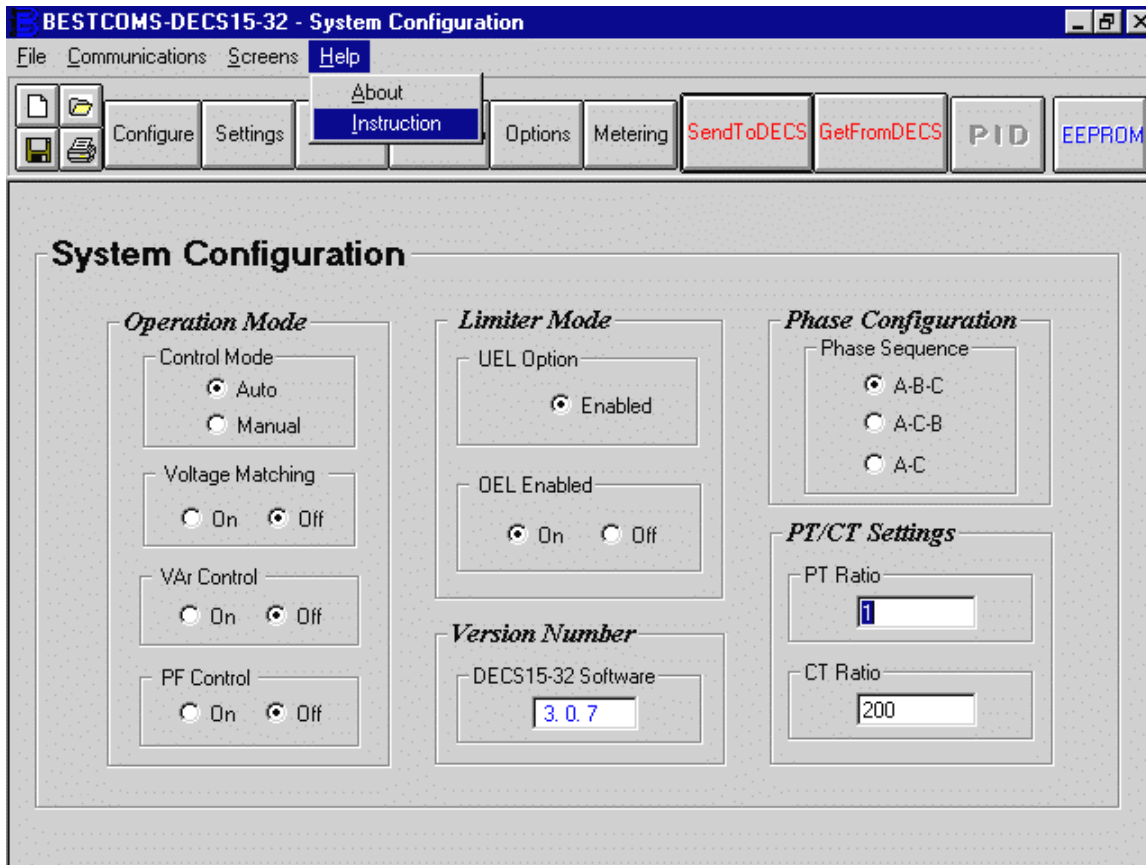 BESTCOMS-DECS15-32 - System Configuration
File Communications Screens Help
About
Instruction
Configure Settings Options Metering SendToDECS GetFromDECS PID EEPROM
System Configuration
Operation Mode
Control Mode
Auto
Manual
Voltage Matching
On Off
VAr Control
On Off
PF Control
On Off
Limiter Mode
UEL Option
Enabled
OEL Enabled
On Off
Version Number
DECS15-32 Software
3. 0. 7
Phase Configuration
Phase Sequence
A-B-C
A-C-B
A-C
PT/CT Settings
PT Ratio
1
CT Ratio
200